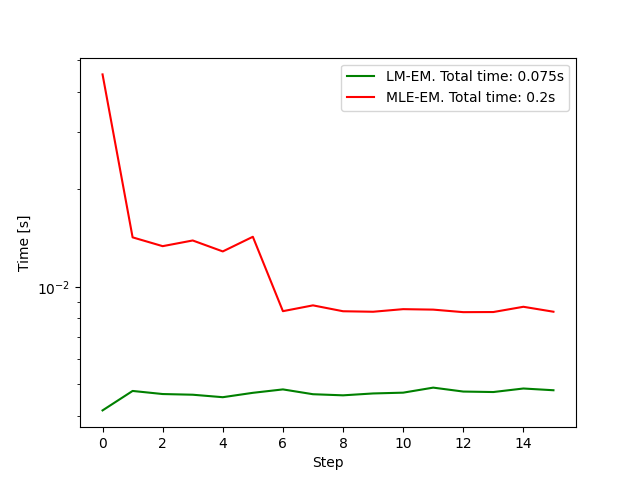 LM-EM. Total time: 0.075s
MLE-EM. Total time: 0.2s
Time [s]
10⁻²
0 2 4 6 8 10 12 14
Step